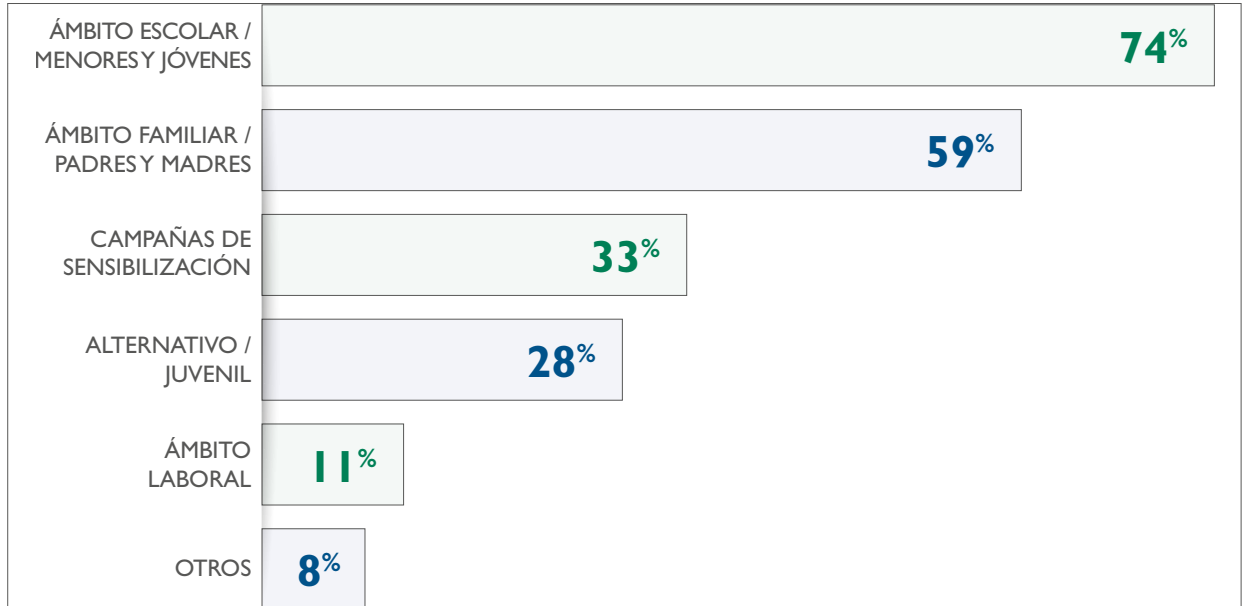 ÁMBITO ESCOLAR /
MENORES Y JÓVENES
74%
ÁMBITO FAMILIAR /
PADRES Y MADRES
59%
CAMPAÑAS DE
SENSIBILIZACIÓN
33%
ALTERNATIVO /
JUVENIL
28%
ÁMBITO
LABORAL
11%
OTROS
8%